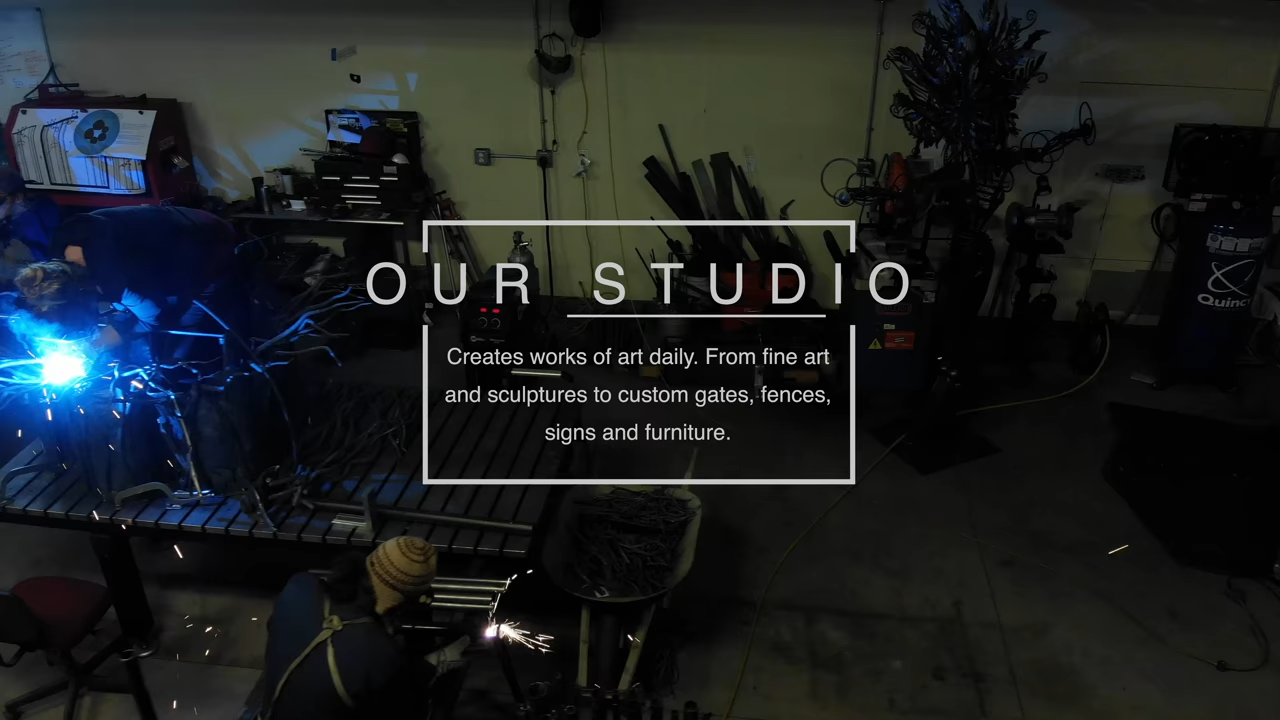 OUR STUDIO
Creates works of art daily. From fine art
and sculptures to custom gates, fences,
signs and furniture.
Quincy